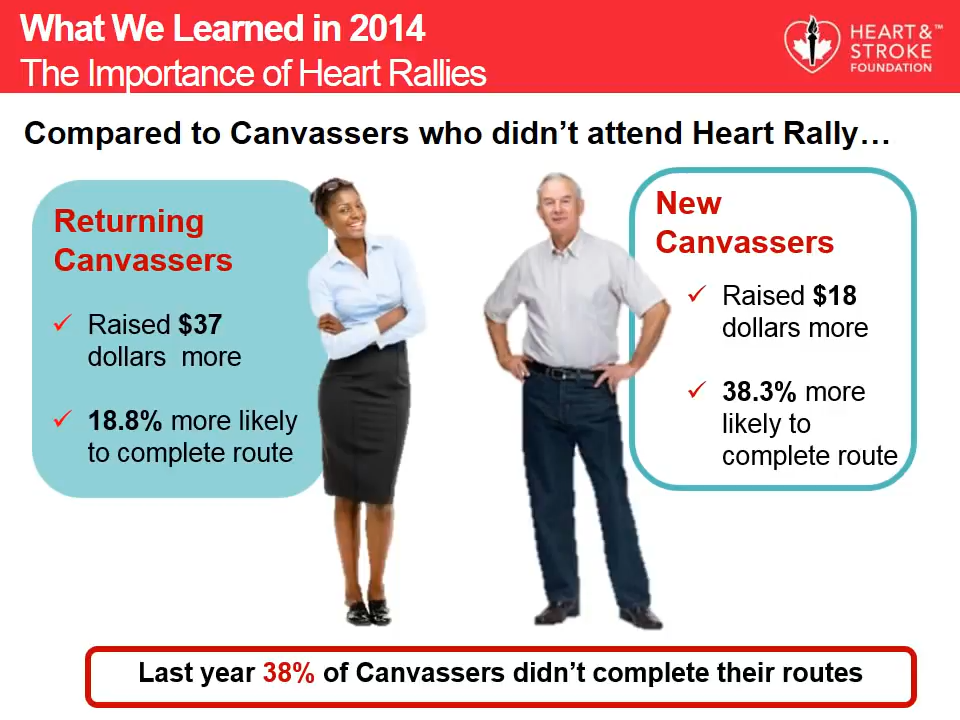 What We Learned in 2014
The Importance of Heart Rallies
HEART &™
STROKE
FOUNDATION
Compared to Canvassers who didn’t attend Heart Rally…
Returning
Canvassers
✓ Raised $37
dollars  more
✓ 18.8% more likely
to complete route
New
Canvassers
✓ Raised $18
dollars more
✓ 38.3% more
likely to
complete route
Last year 38% of Canvassers didn’t complete their routes